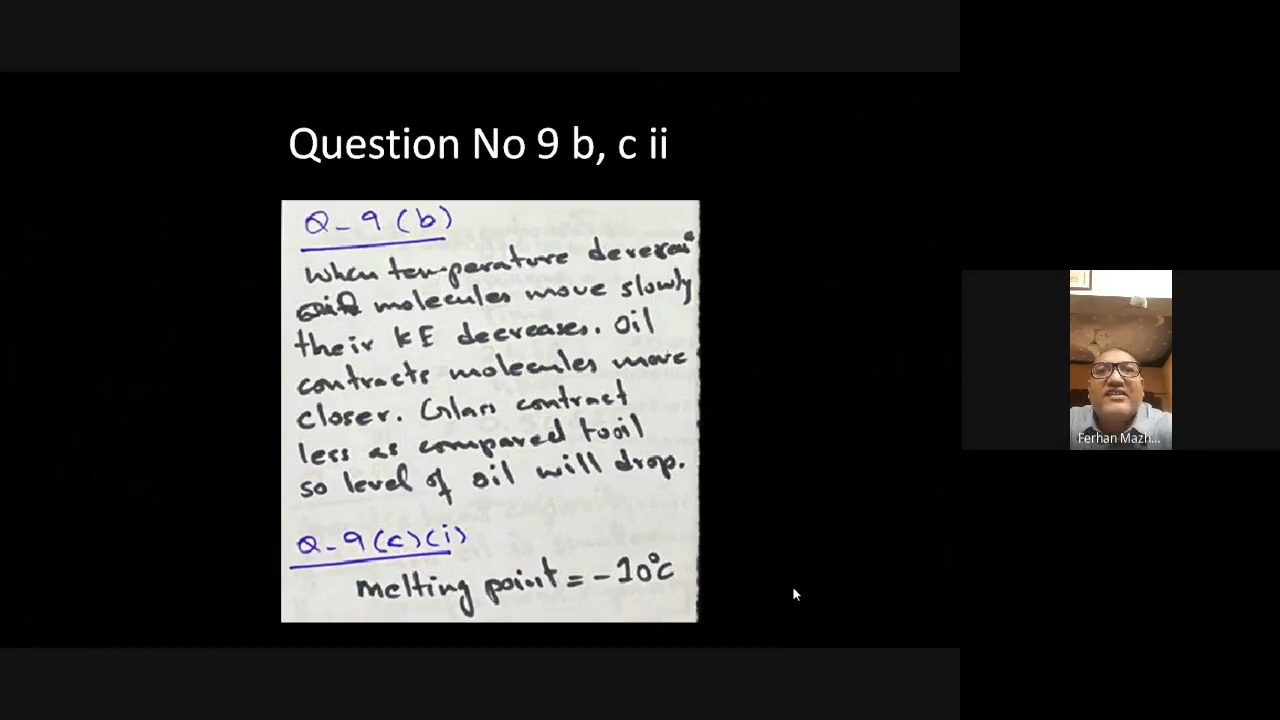 Question No 9 b, c ii
Q-9 (b)
When temperature
molecules move slowly
their KE decreases. Oil
contracts molecules move
closer. Glass contract
less as compared to oil
so level of oil will drop.
Q-9 (c)(i)
melting point = -10°c
Ferhan Mazh...